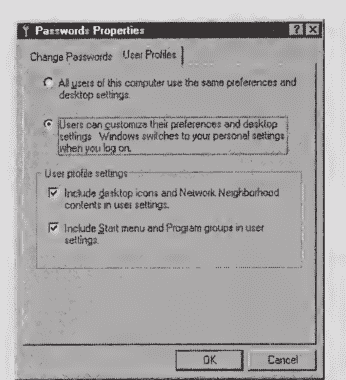 Passwords Properties
Change Passwords User Profiles
All users of this computer use the same preferences and
desktop settings.
Users can customize their preferences and desktop
settings. Windows switches to your personal settings
when you log on.
User profile settings
Include desktop icons and Network Neighborhood
contents in user settings.
Include Start menu and Program groups in user
settings.
OK Cancel